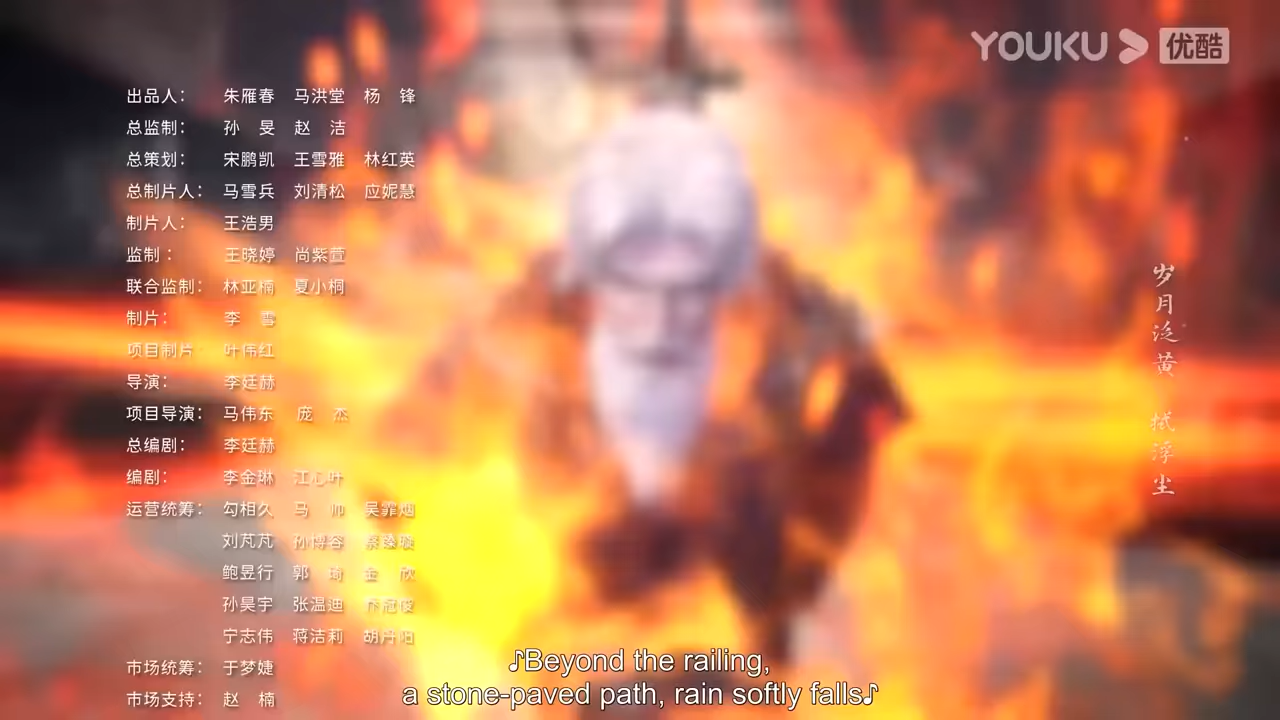 YOUKU 优酷
出品人： 朱雁春 马洪堂 杨 锋
总监制： 孙 旻 赵 洁
总策划： 宋鹏凯 王雪雅 林红英
总制片人： 马雪兵 刘清松 应妮慧
制片人： 王浩男
监制： 王晓婷 尚紫萱
联合监制： 林亚楠 夏小桐
制片： 李 雪
项目制片： 叶伟红
导演： 李廷赫
项目导演： 马伟东 庞 杰
总编剧： 李廷赫
编剧： 李金琳 江心叶
运营统筹： 勾相久 马 帅 吴霏烟
刘芃芃 孙博容
鲍昱行 郭 琦 金 欣
孙昊宇 张温迪
宁志伟 蒋洁莉 胡丹阳
市场统筹： 于梦婕
市场支持： 赵 楠
岁月泛黄 拭浮尘
♪Beyond the railing,
a stone-paved path, rain softly falls♪